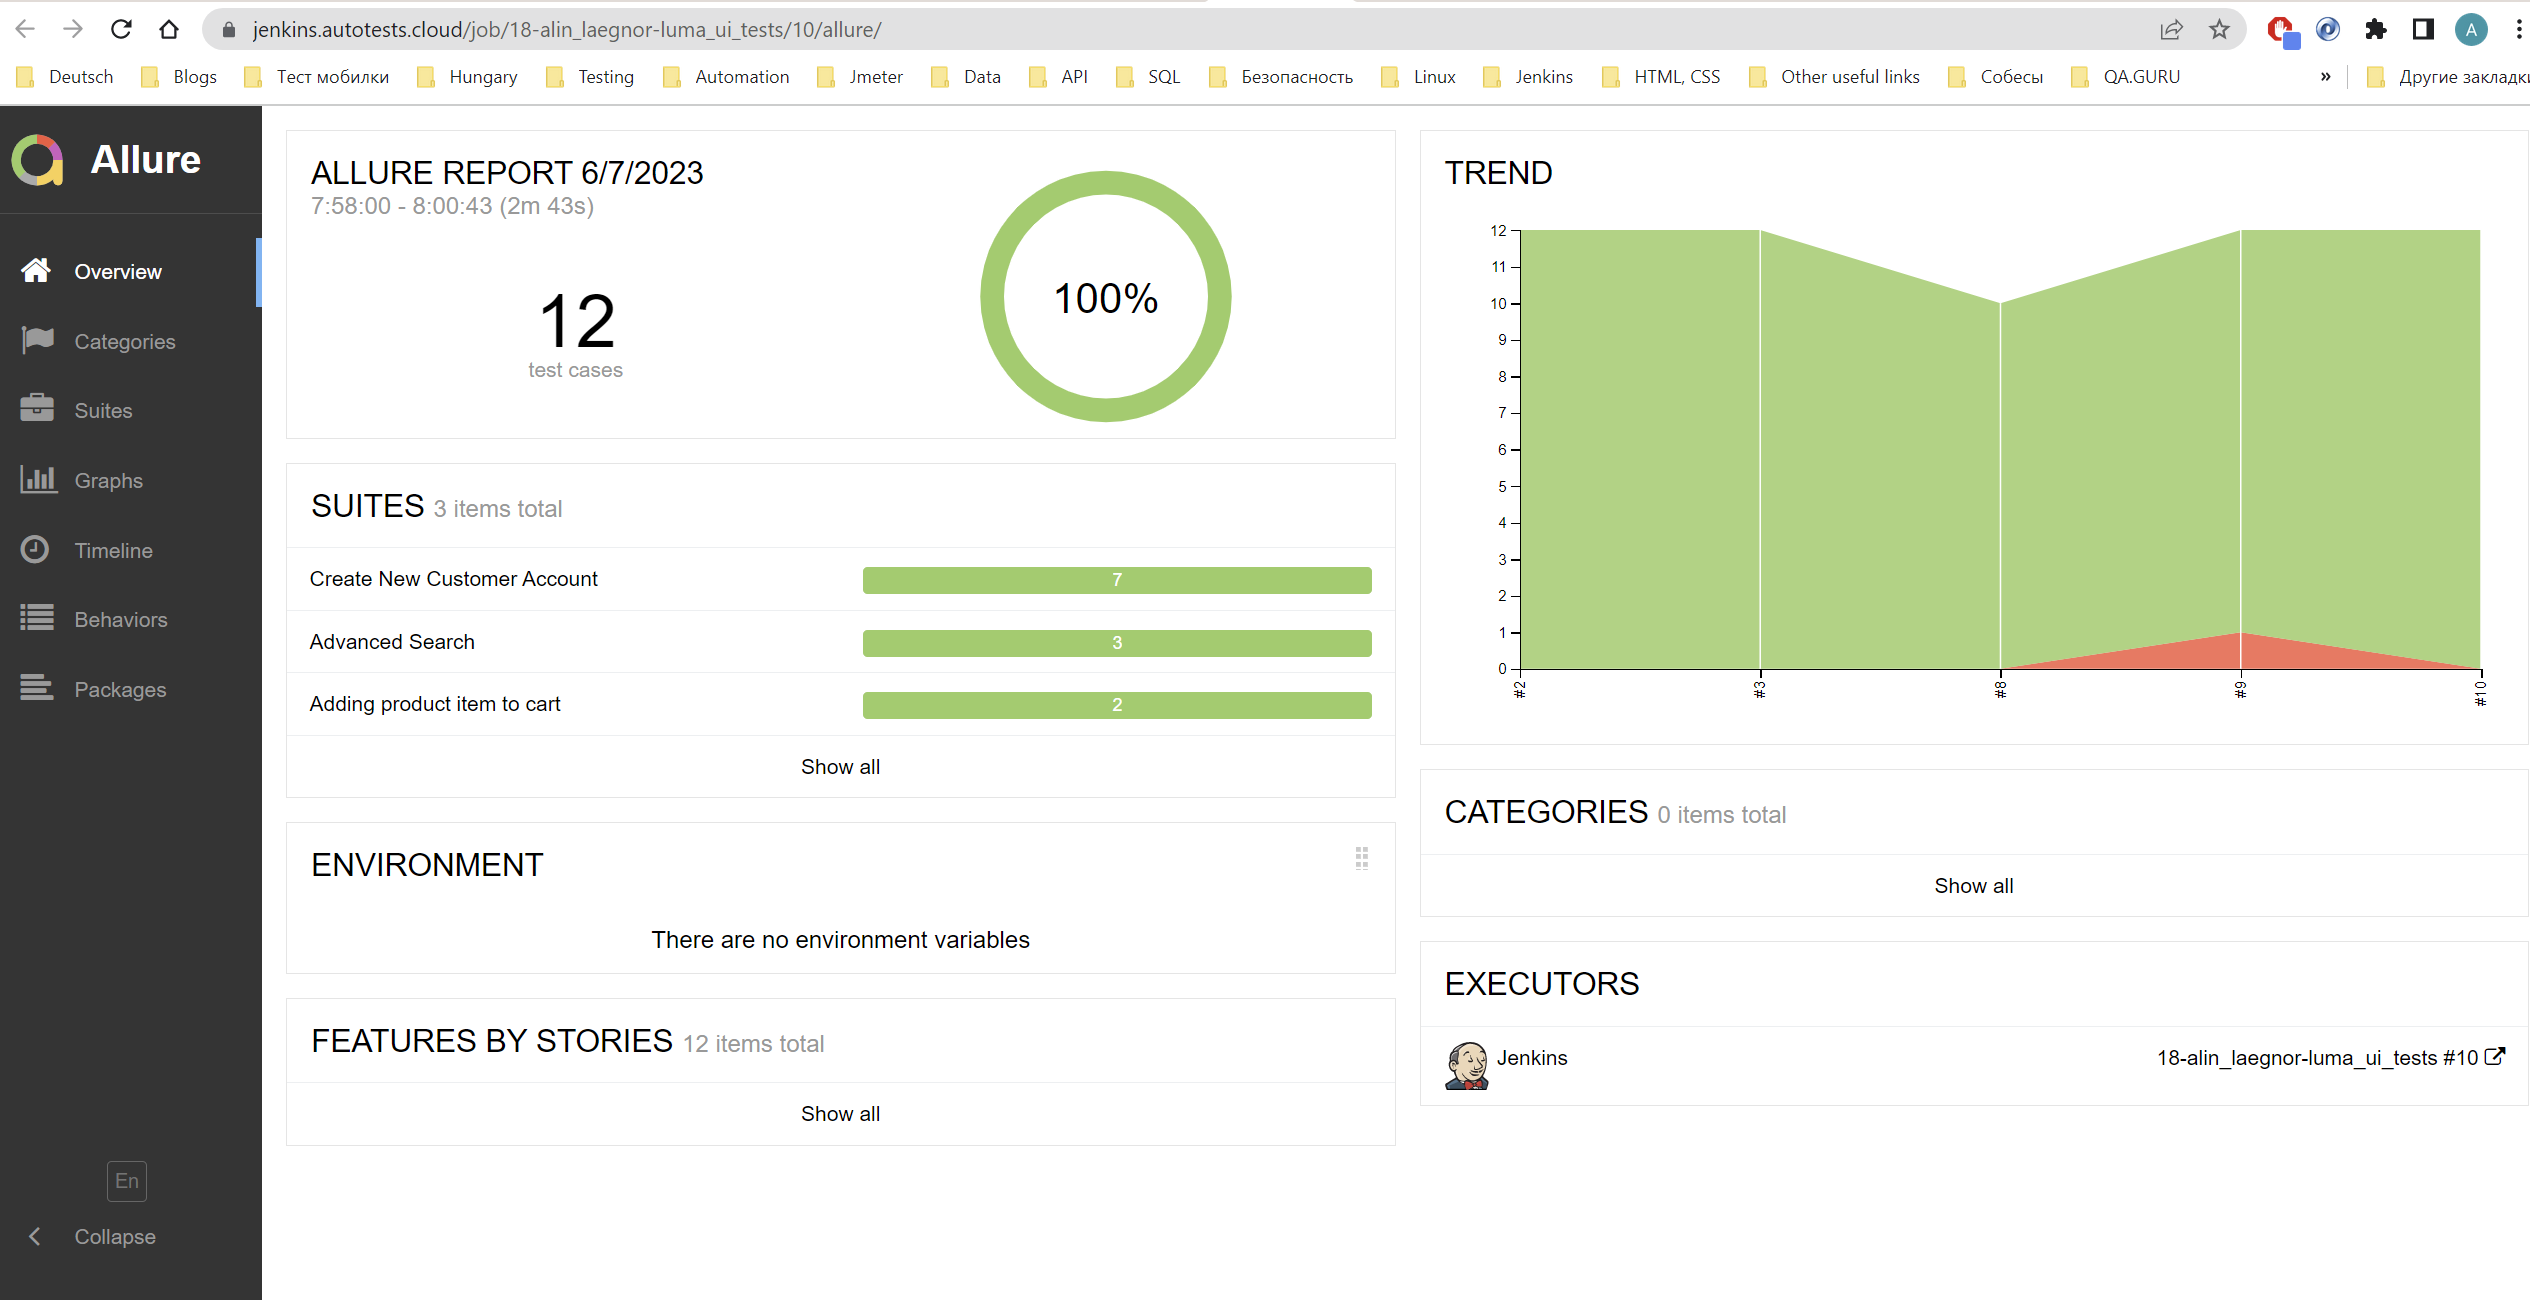 jenkins.autotests.cloud/job/18-alin_laegnor-luma_ui_tests/10/allure/
A
Deutsch Blogs Тест мобилки Hungary Testing Automation Jmeter Data API SQL Безопасность Linux Jenkins HTML, CSS Other useful links Собесы QA.GURU » Другие закладки
Allure
Overview
Categories
Suites
Graphs
Timeline
Behaviors
Packages
En
Collapse
ALLURE REPORT 6/7/2023
7:58:00 - 8:00:43 (2m 43s)
12
test cases
100%
SUITES 3 items total
Create New Customer Account 7
Advanced Search 3
Adding product item to cart 2
Show all
ENVIRONMENT
There are no environment variables
FEATURES BY STORIES 12 items total
Show all
TREND
12
11
10
9
8
7
6
5
4
3
2
1
0
#2 #3 #8 #9 #10
CATEGORIES 0 items total
Show all
EXECUTORS
Jenkins 18-alin_laegnor-luma_ui_tests #10